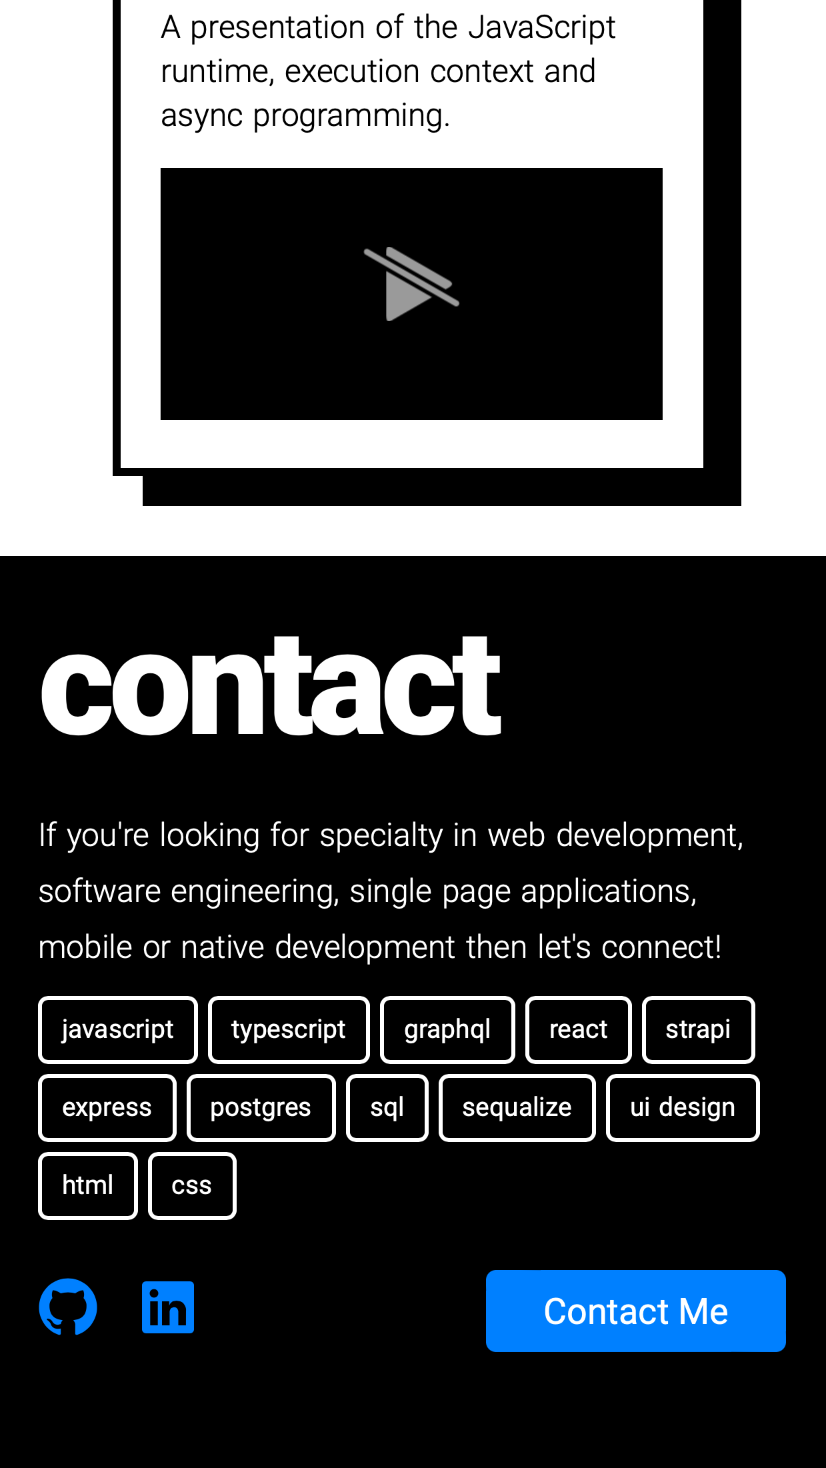 A presentation of the JavaScript
runtime, execution context and
async programming.
contact
If you're looking for specialty in web development,
software engineering, single page applications,
mobile or native development then let's connect!
javascript typescript graphql react strapi
express postgres sql sequalize ui design
html css
in Contact Me